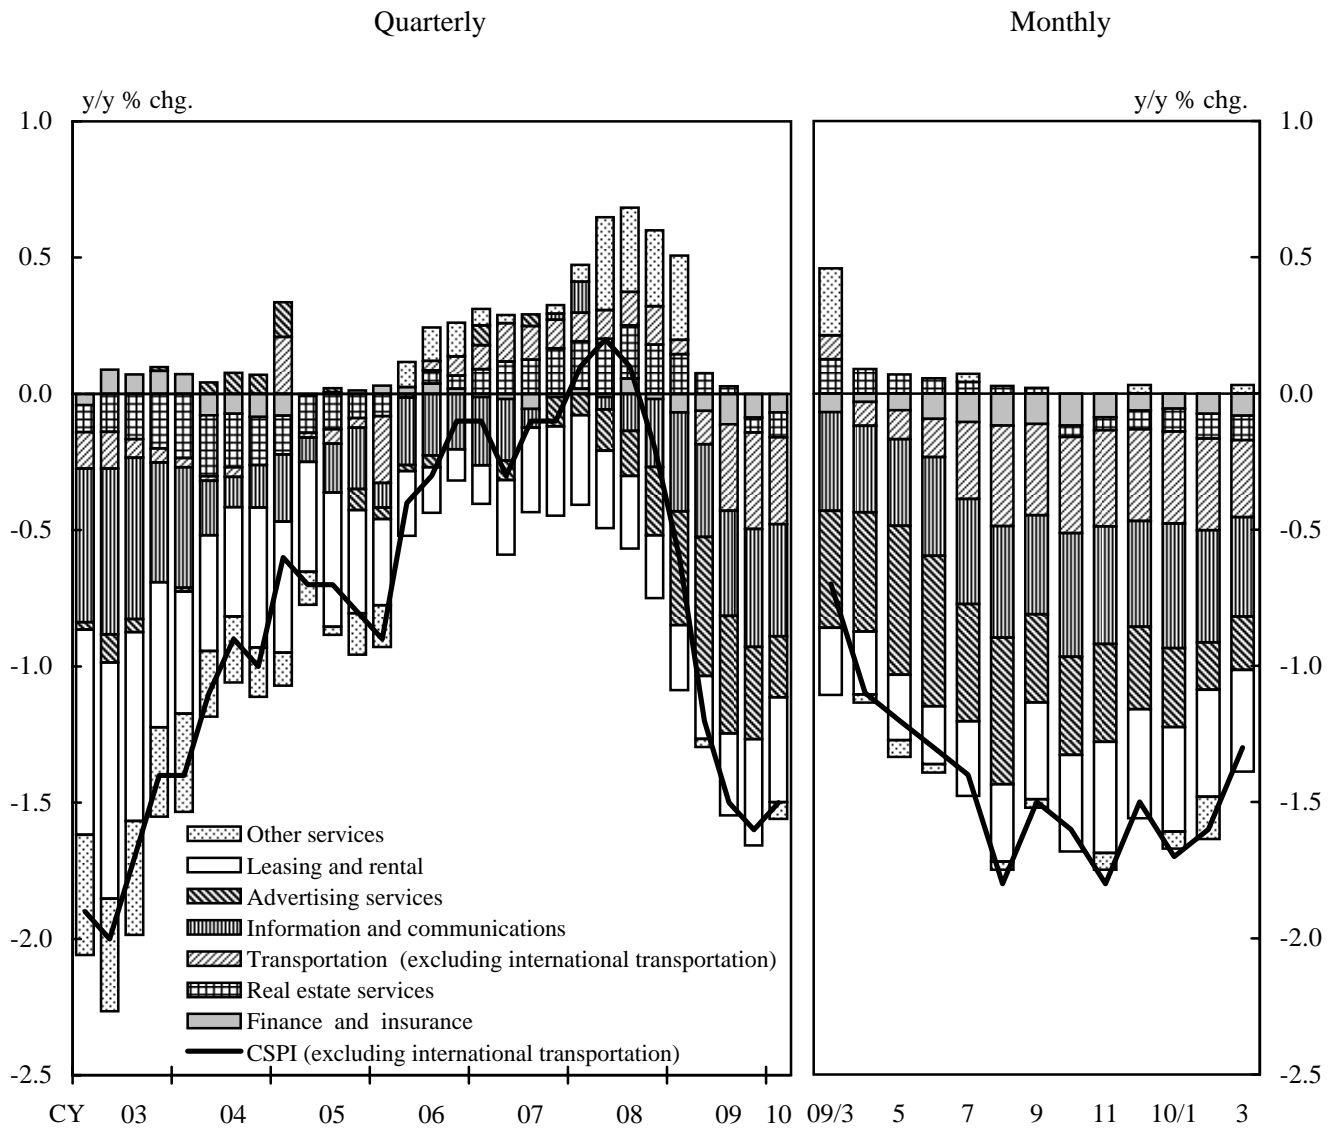 Quarterly
Monthly
y/y % chg.
y/y % chg.
1.0
0.5
0.0
-0.5
-1.0
-1.5
-2.0
-2.5
1.0
0.5
0.0
-0.5
-1.0
-1.5
-2.0
-2.5
Other services
Leasing and rental
Advertising services
Information and communications
Transportation (excluding international transportation)
Real estate services
Finance and insurance
CSPI (excluding international transportation)
CY 03 04 05 06 07 08 09 10
09/3 5 7 9 11 10/1 3